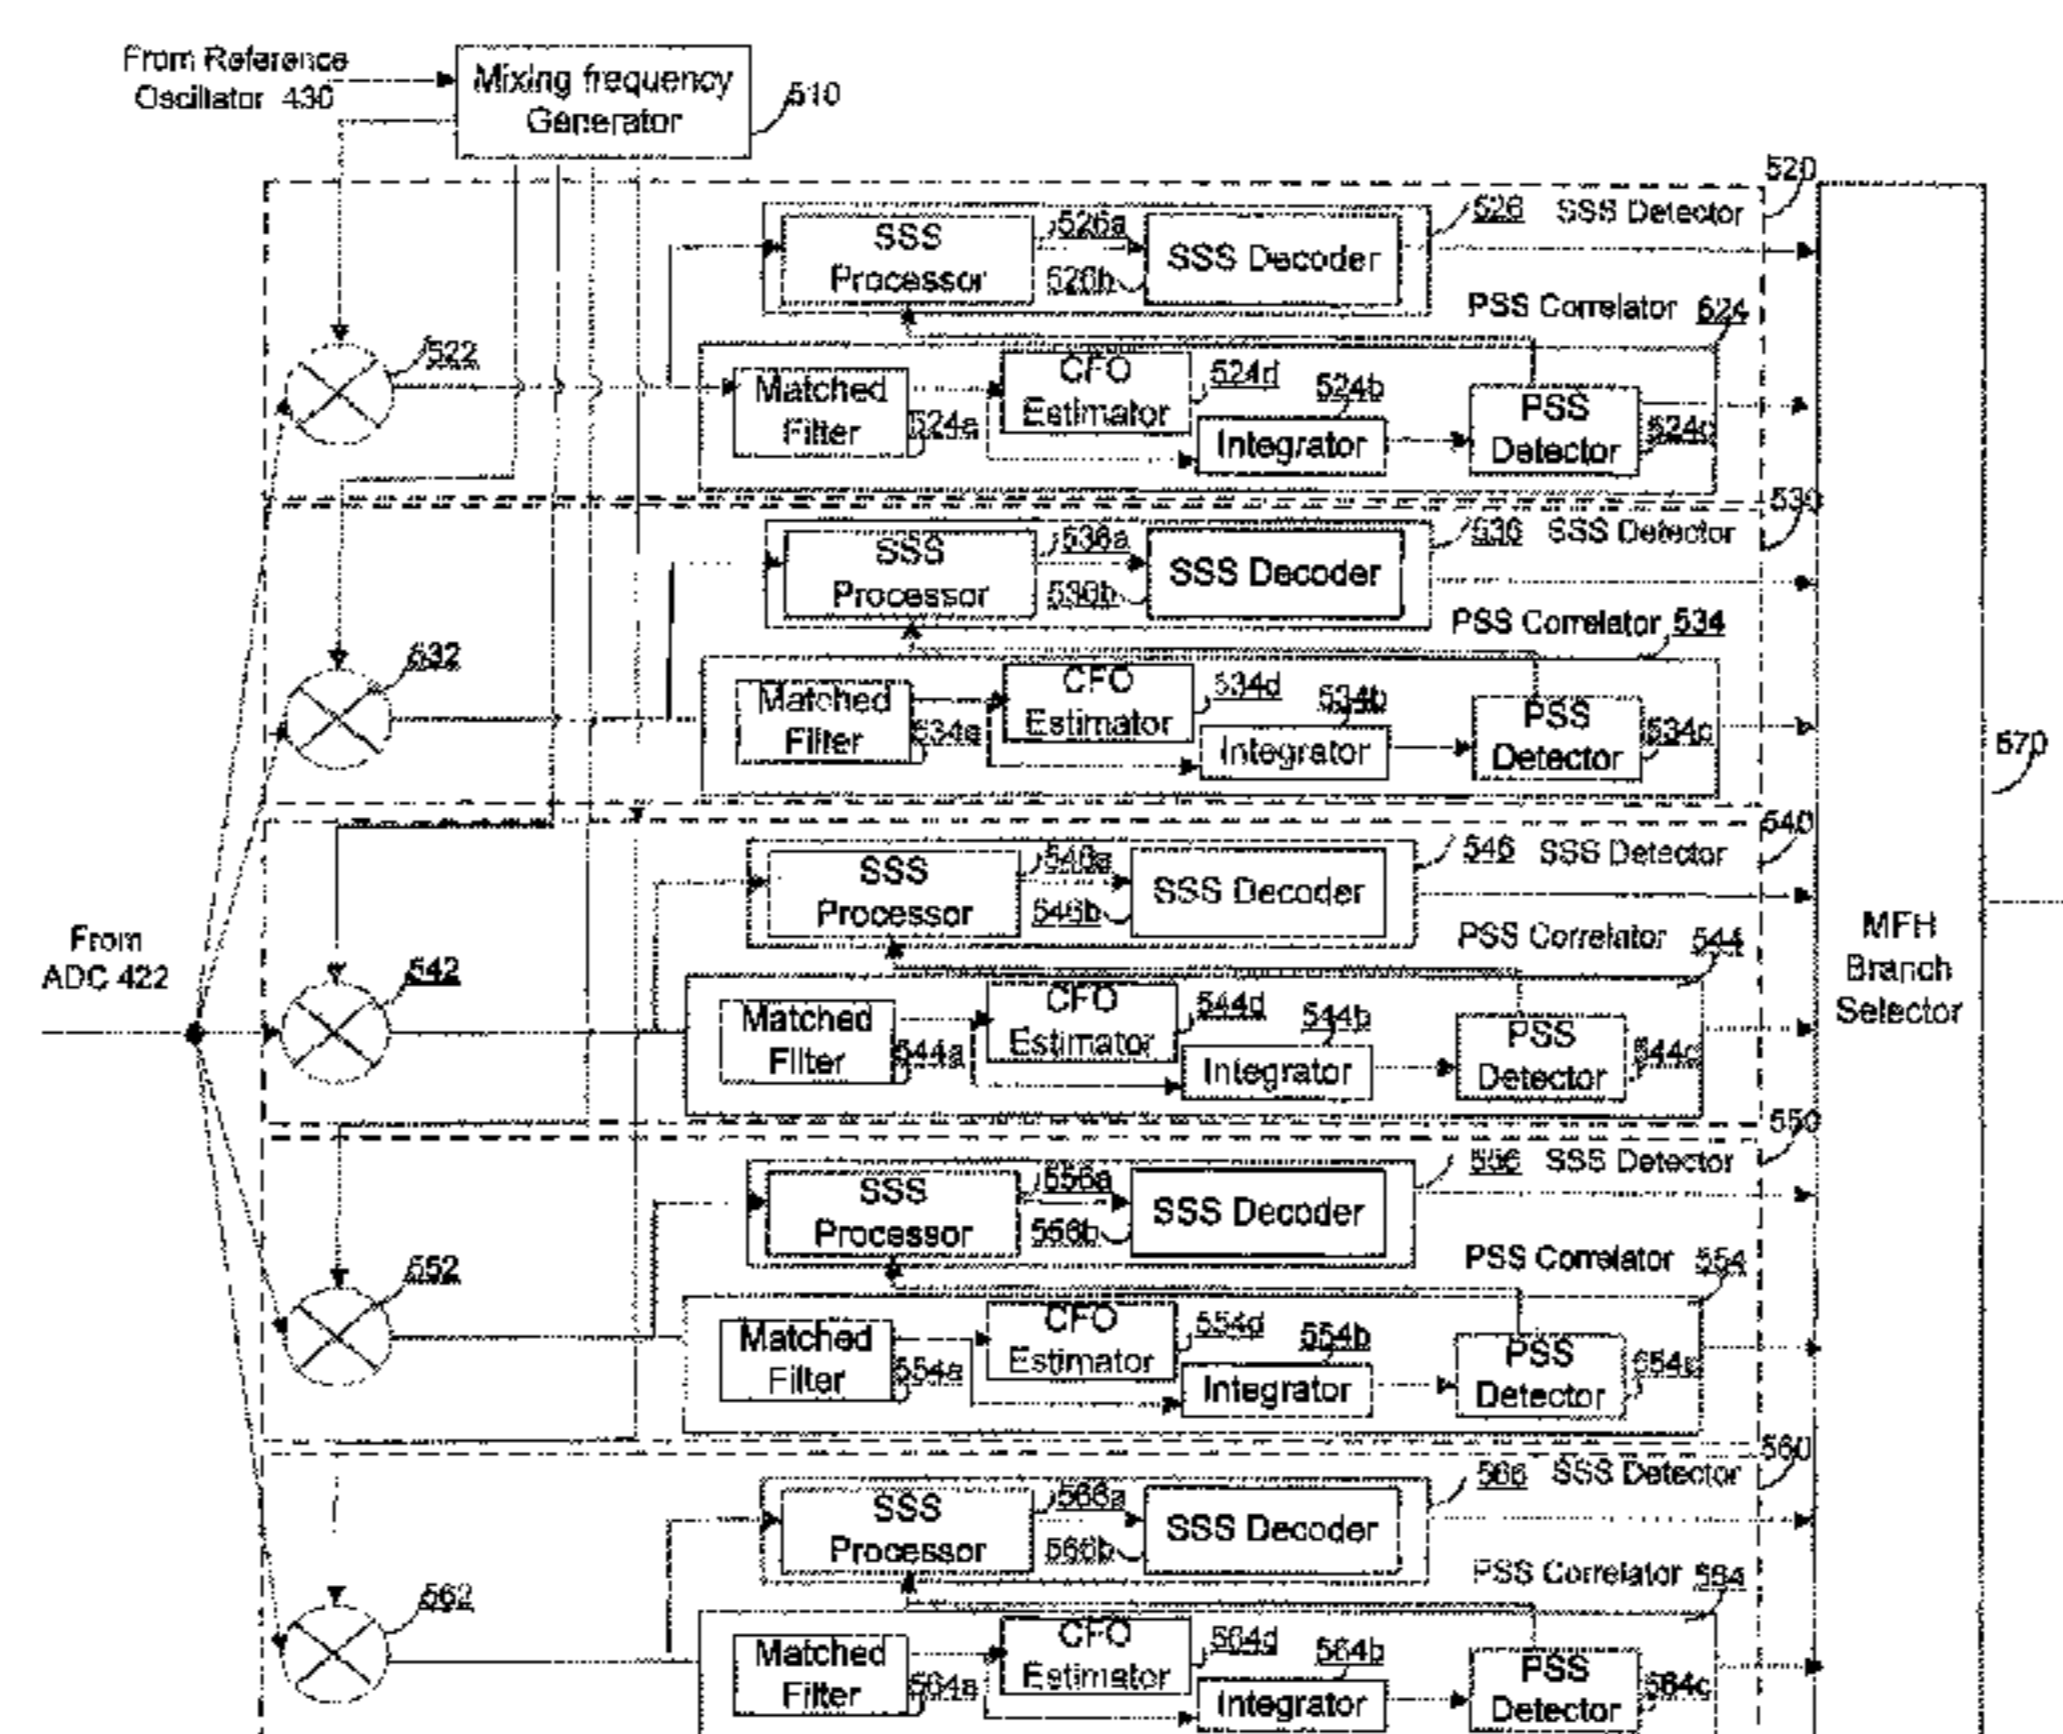 From Reference
Oscillator 430
Mixing frequency
Generator
510
520
SSS
Processor
526a
526b
SSS Decoder
526
SSS Detector
PSS Correlator
524
522
Matched
Filter
524a
CFO
Estimator
524d
524b
Integrator
PSS
Detector
524c
530
SSS
Processor
536a
536b
SSS Decoder
536
SSS Detector
PSS Correlator
534
532
Matched
Filter
534a
CFO
Estimator
534d
534b
Integrator
PSS
Detector
534c
570
540
SSS
Processor
546a
546b
SSS Decoder
546
SSS Detector
PSS Correlator
544
From
ADC 422
542
Matched
Filter
544a
CFO
Estimator
544d
544b
Integrator
PSS
Detector
544c
MFH
Branch
Selector
550
SSS
Processor
556a
556b
SSS Decoder
556
SSS Detector
PSS Correlator
554
552
Matched
Filter
554a
CFO
Estimator
554d
554b
Integrator
PSS
Detector
554c
560
SSS
Processor
566a
566b
SSS Decoder
566
SSS Detector
PSS Correlator
564
562
Matched
Filter
564a
CFO
Estimator
564d
564b
Integrator
PSS
Detector
564c